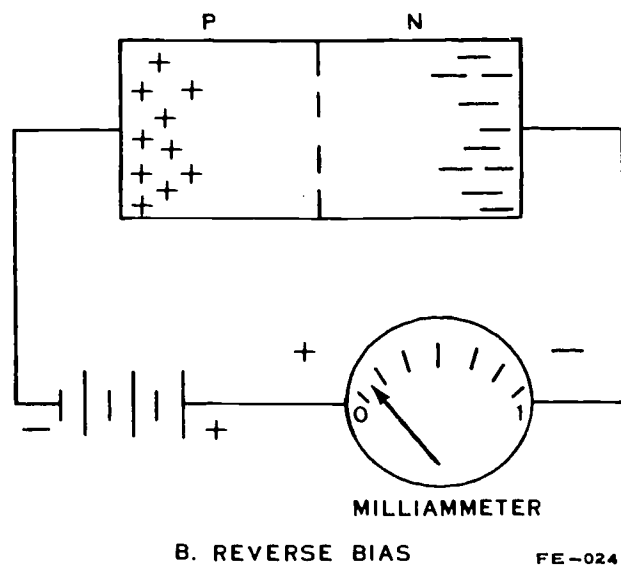 P N
+ -
0 1
- +
MILLIAMMETER
B. REVERSE BIAS FE-024